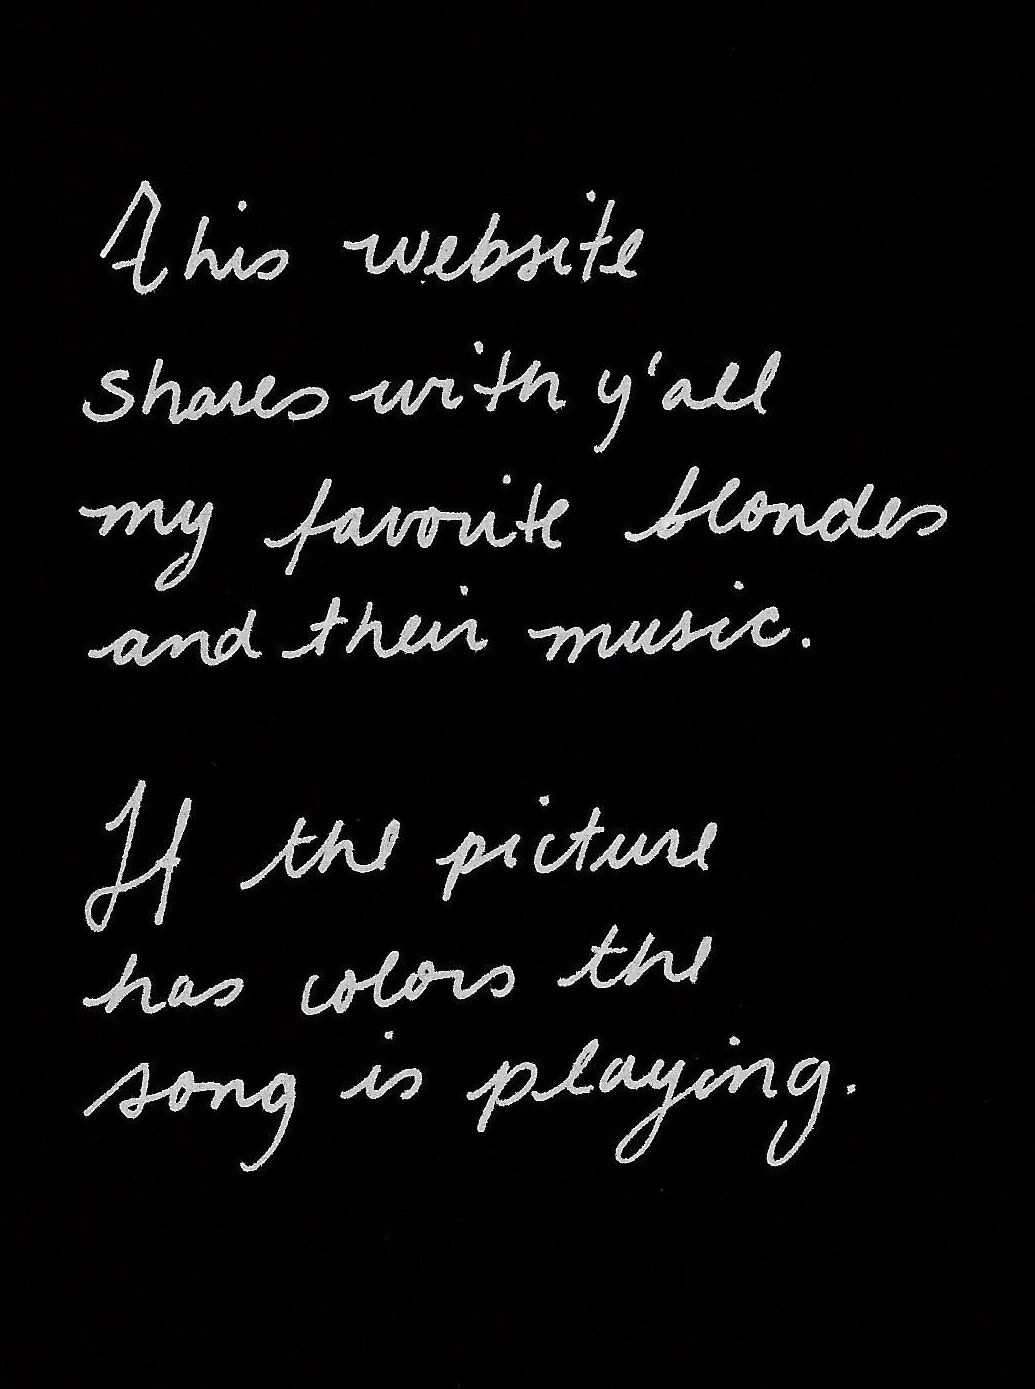 This website
shares with y'all
my favorite blondes
and their music.
If the picture
has colors the
song is playing.